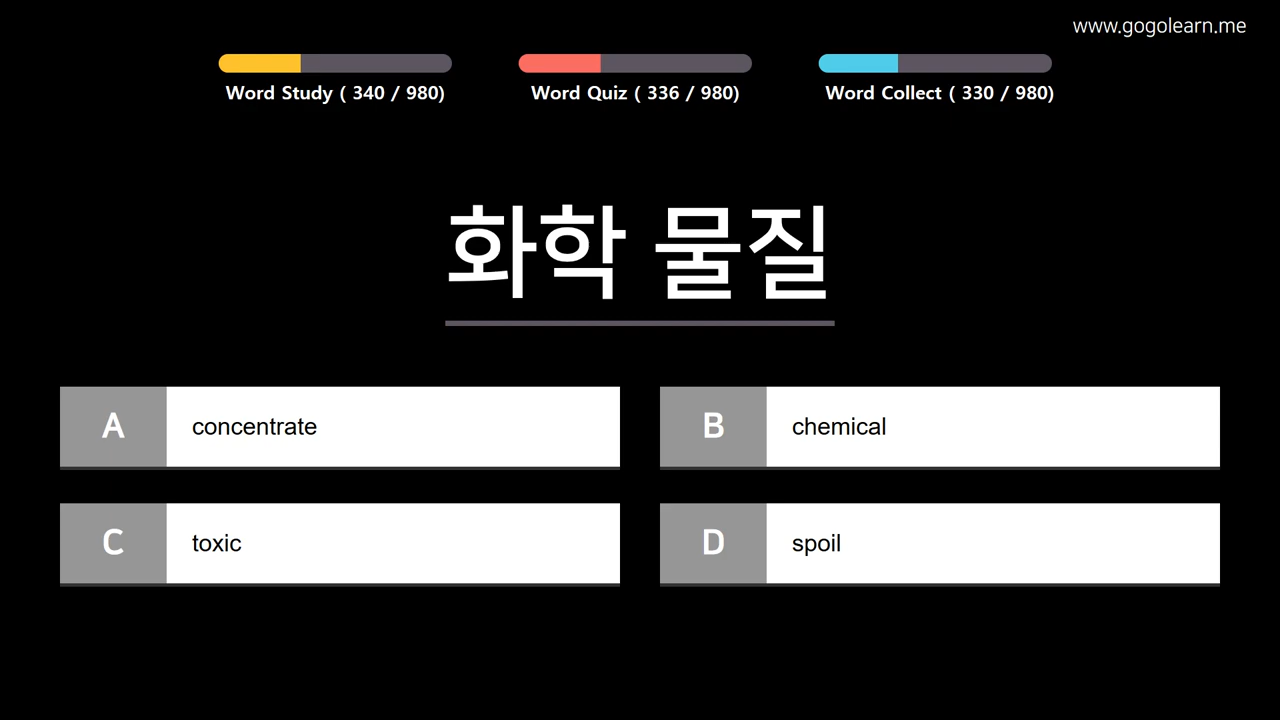 www.gogolearn.me
Word Study ( 340 / 980)
Word Quiz ( 336 / 980)
Word Collect ( 330 / 980)
화학 물질
A concentrate
B chemical
C toxic
D spoil